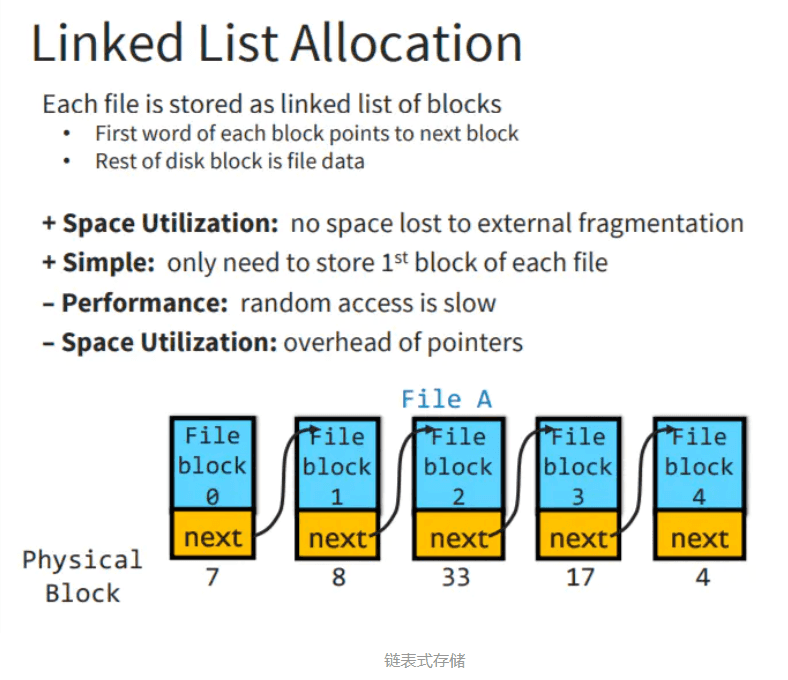 Linked List Allocation
Each file is stored as linked list of blocks
• First word of each block points to next block
• Rest of disk block is file data
+ Space Utilization: no space lost to external fragmentation
+ Simple: only need to store 1st block of each file
– Performance: random access is slow
– Space Utilization: overhead of pointers
File A
File block 0
File block 1
File block 2
File block 3
File block 4
next
next
next
next
next
Physical Block
7
8
33
17
4
链表式存储